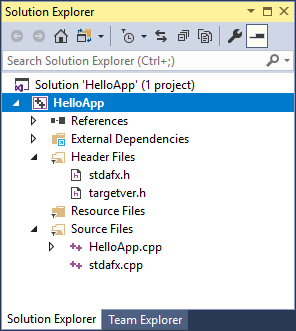 Solution Explorer
Search Solution Explorer (Ctrl+;)
Solution 'HelloApp' (1 project)
HelloApp
References
External Dependencies
Header Files
stdafx.h
targetver.h
Resource Files
Source Files
HelloApp.cpp
stdafx.cpp
Solution Explorer Team Explorer